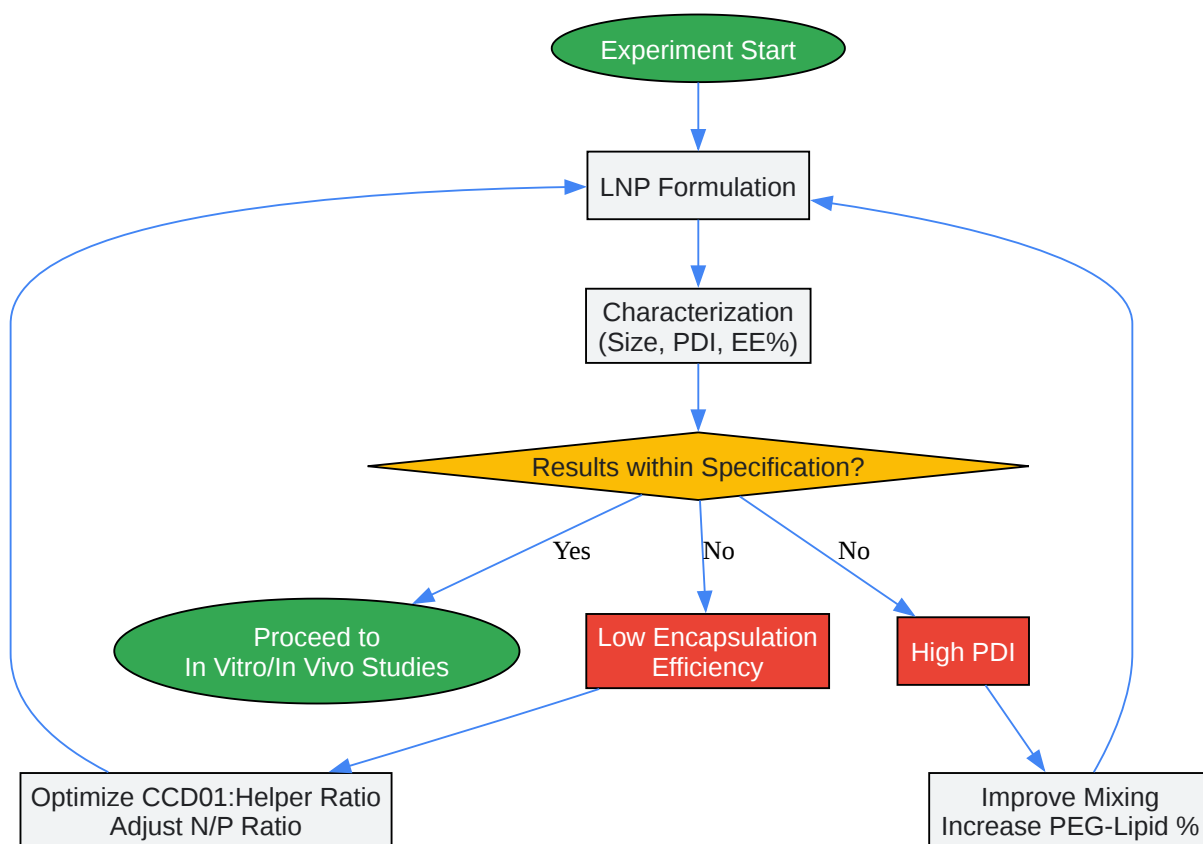 Experiment Start
LNP Formulation
Characterization
(Size, PDI, EE%)
Results within Specification?
Yes
No
No
Proceed to
In Vitro/In Vivo Studies
Low Encapsulation
Efficiency
High PDI
Optimize CCD01:Helper Ratio
Adjust N/P Ratio
Improve Mixing
Increase PEG-Lipid %